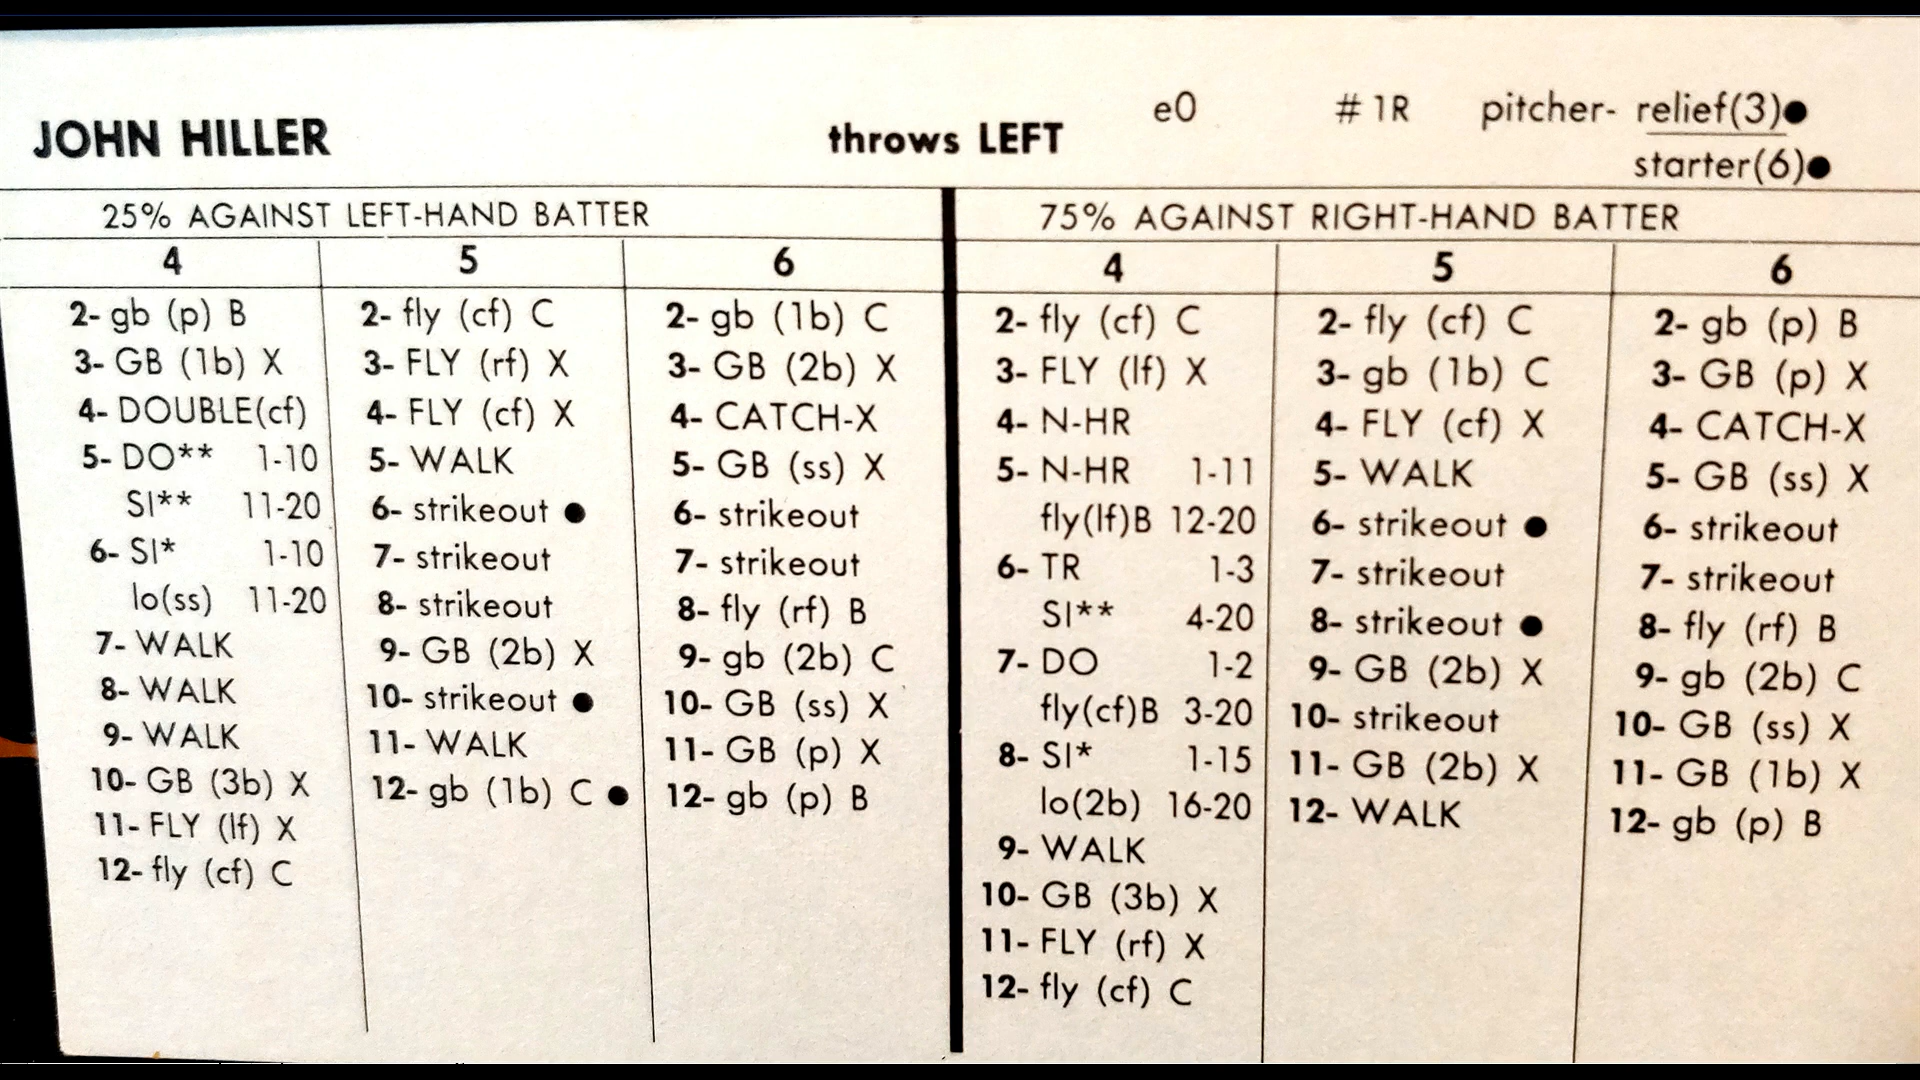 JOHN HILLER throws LEFT e0 # 1R pitcher- relief(3)●
starter(6)●
25% AGAINST LEFT-HAND BATTER
4 5 6
2- gb (p) B 2- fly (cf) C 2- gb (1b) C
3- GB (1b) X 3- FLY (rf) X 3- GB (2b) X
4- DOUBLE(cf) 4- FLY (cf) X 4- CATCH-X
5- DO** 1-10 5- WALK 5- GB (ss) X
SI** 11-20 6- strikeout ● 6- strikeout
6- SI* 1-10 7- strikeout 7- strikeout
lo(ss) 11-20 8- strikeout 8- fly (rf) B
7- WALK 9- GB (2b) X 9- gb (2b) C
8- WALK 10- strikeout ● 10- GB (ss) X
9- WALK 11- WALK 11- GB (p) X
10- GB (3b) X 12- gb (1b) C ● 12- gb (p) B
11- FLY (lf) X
12- fly (cf) C
75% AGAINST RIGHT-HAND BATTER
4 5 6
2- fly (cf) C 2- fly (cf) C 2- gb (p) B
3- FLY (lf) X 3- gb (1b) C 3- GB (p) X
4- N-HR 4- FLY (cf) X 4- CATCH-X
5- N-HR 1-11 5- WALK 5- GB (ss) X
fly(lf)B 12-20 6- strikeout ● 6- strikeout
6- TR 1-3 7- strikeout 7- strikeout
SI** 4-20 8- strikeout ● 8- fly (rf) B
7- DO 1-2 9- GB (2b) X 9- gb (2b) C
fly(cf)B 3-20 10- strikeout 10- GB (ss) X
8- SI* 1-15 11- GB (2b) X 11- GB (1b) X
lo(2b) 16-20 12- WALK 12- gb (p) B
9- WALK
10- GB (3b) X
11- FLY (rf) X
12- fly (cf) C